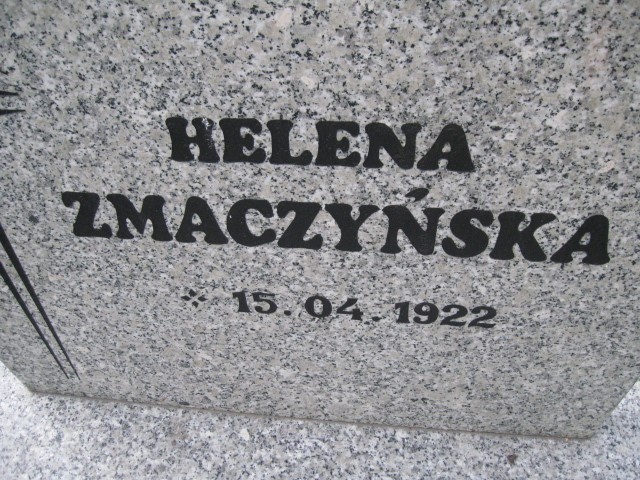 HELENA
ZMACZYŃSKA
* 15.04.1922